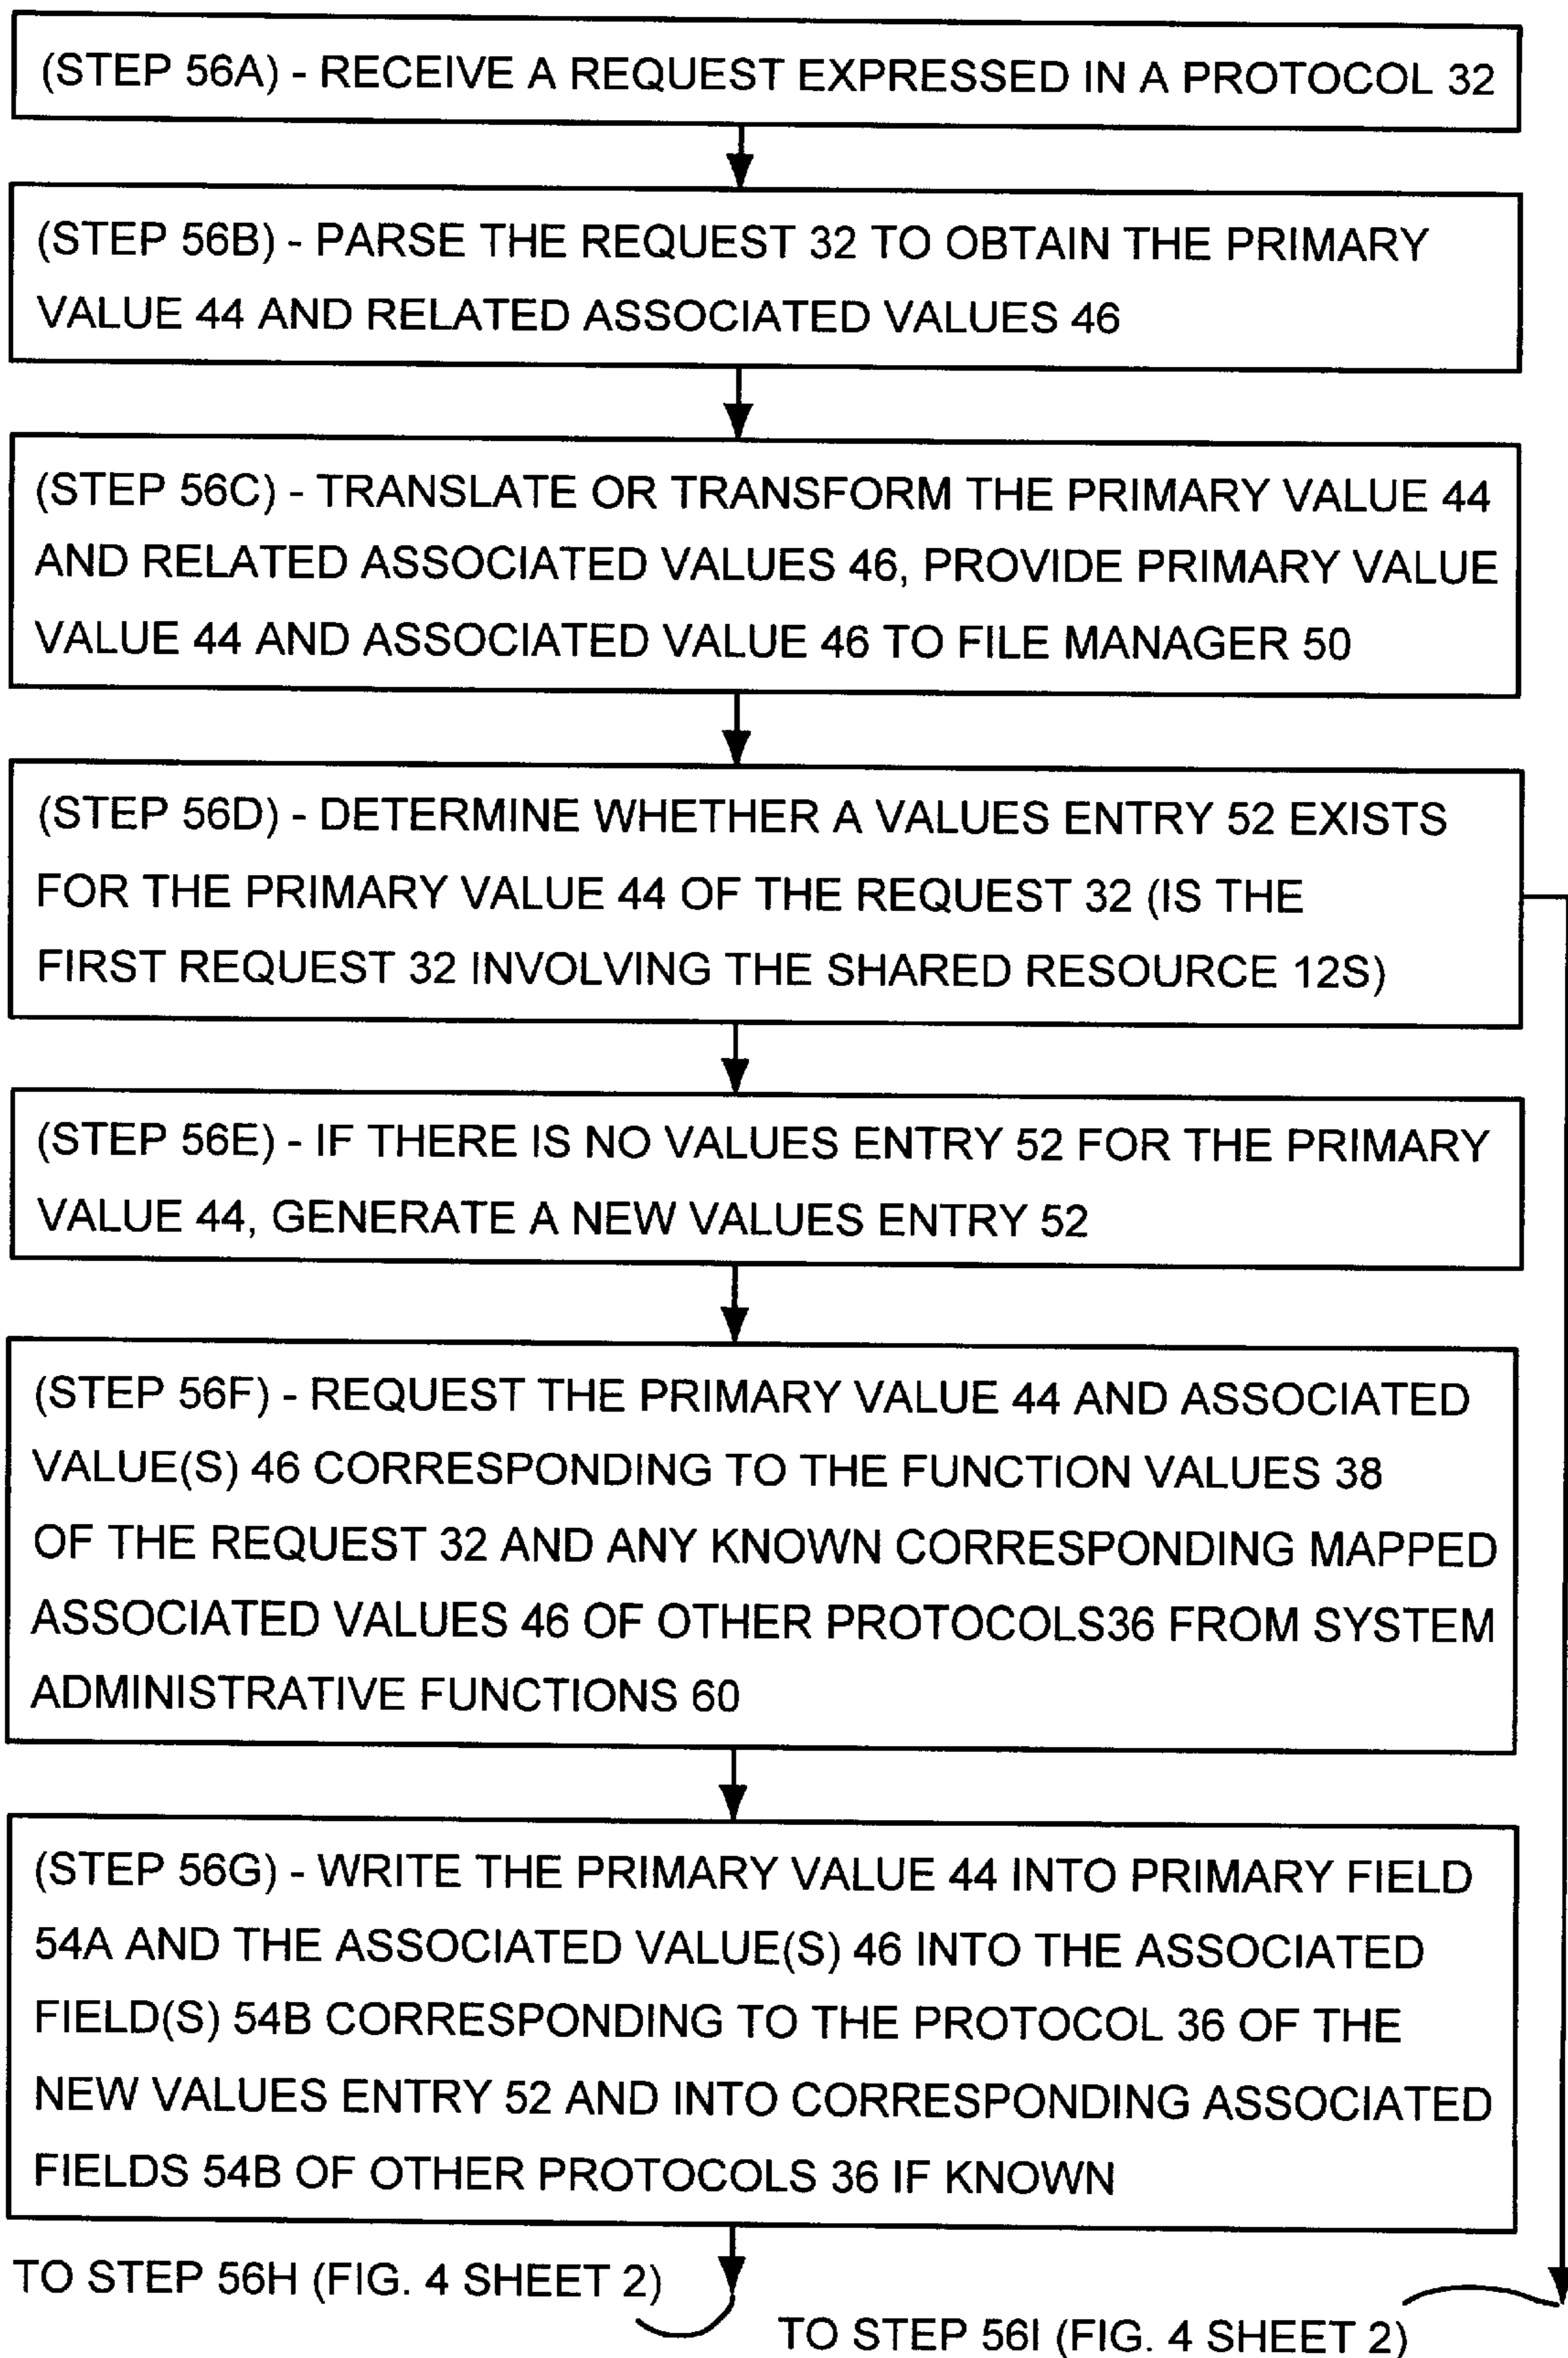 (STEP 56A) - RECEIVE A REQUEST EXPRESSED IN A PROTOCOL 32
(STEP 56B) - PARSE THE REQUEST 32 TO OBTAIN THE PRIMARY
VALUE 44 AND RELATED ASSOCIATED VALUES 46
(STEP 56C) - TRANSLATE OR TRANSFORM THE PRIMARY VALUE 44
AND RELATED ASSOCIATED VALUES 46, PROVIDE PRIMARY VALUE
VALUE 44 AND ASSOCIATED VALUE 46 TO FILE MANAGER 50
(STEP 56D) - DETERMINE WHETHER A VALUES ENTRY 52 EXISTS
FOR THE PRIMARY VALUE 44 OF THE REQUEST 32 (IS THE
FIRST REQUEST 32 INVOLVING THE SHARED RESOURCE 12S)
(STEP 56E) - IF THERE IS NO VALUES ENTRY 52 FOR THE PRIMARY
VALUE 44, GENERATE A NEW VALUES ENTRY 52
(STEP 56F) - REQUEST THE PRIMARY VALUE 44 AND ASSOCIATED
VALUE(S) 46 CORRESPONDING TO THE FUNCTION VALUES 38
OF THE REQUEST 32 AND ANY KNOWN CORRESPONDING MAPPED
ASSOCIATED VALUES 46 OF OTHER PROTOCOLS36 FROM SYSTEM
ADMINISTRATIVE FUNCTIONS 60
(STEP 56G) - WRITE THE PRIMARY VALUE 44 INTO PRIMARY FIELD
54A AND THE ASSOCIATED VALUE(S) 46 INTO THE ASSOCIATED
FIELD(S) 54B CORRESPONDING TO THE PROTOCOL 36 OF THE
NEW VALUES ENTRY 52 AND INTO CORRESPONDING ASSOCIATED
FIELDS 54B OF OTHER PROTOCOLS 36 IF KNOWN
TO STEP 56H (FIG. 4 SHEET 2)
TO STEP 56I (FIG. 4 SHEET 2)